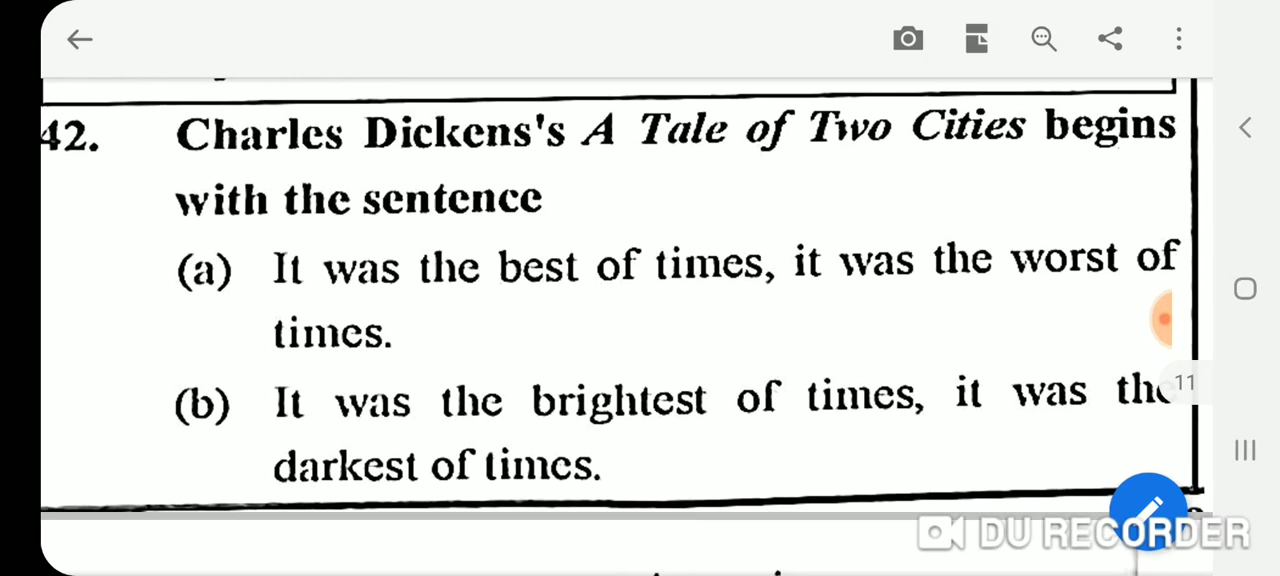 42. Charles Dickens's A Tale of Two Cities begins
with the sentence
(a) It was the best of times, it was the worst of
times.
(b) It was the brightest of times, it was the
11
darkest of times.
DU RECORDER